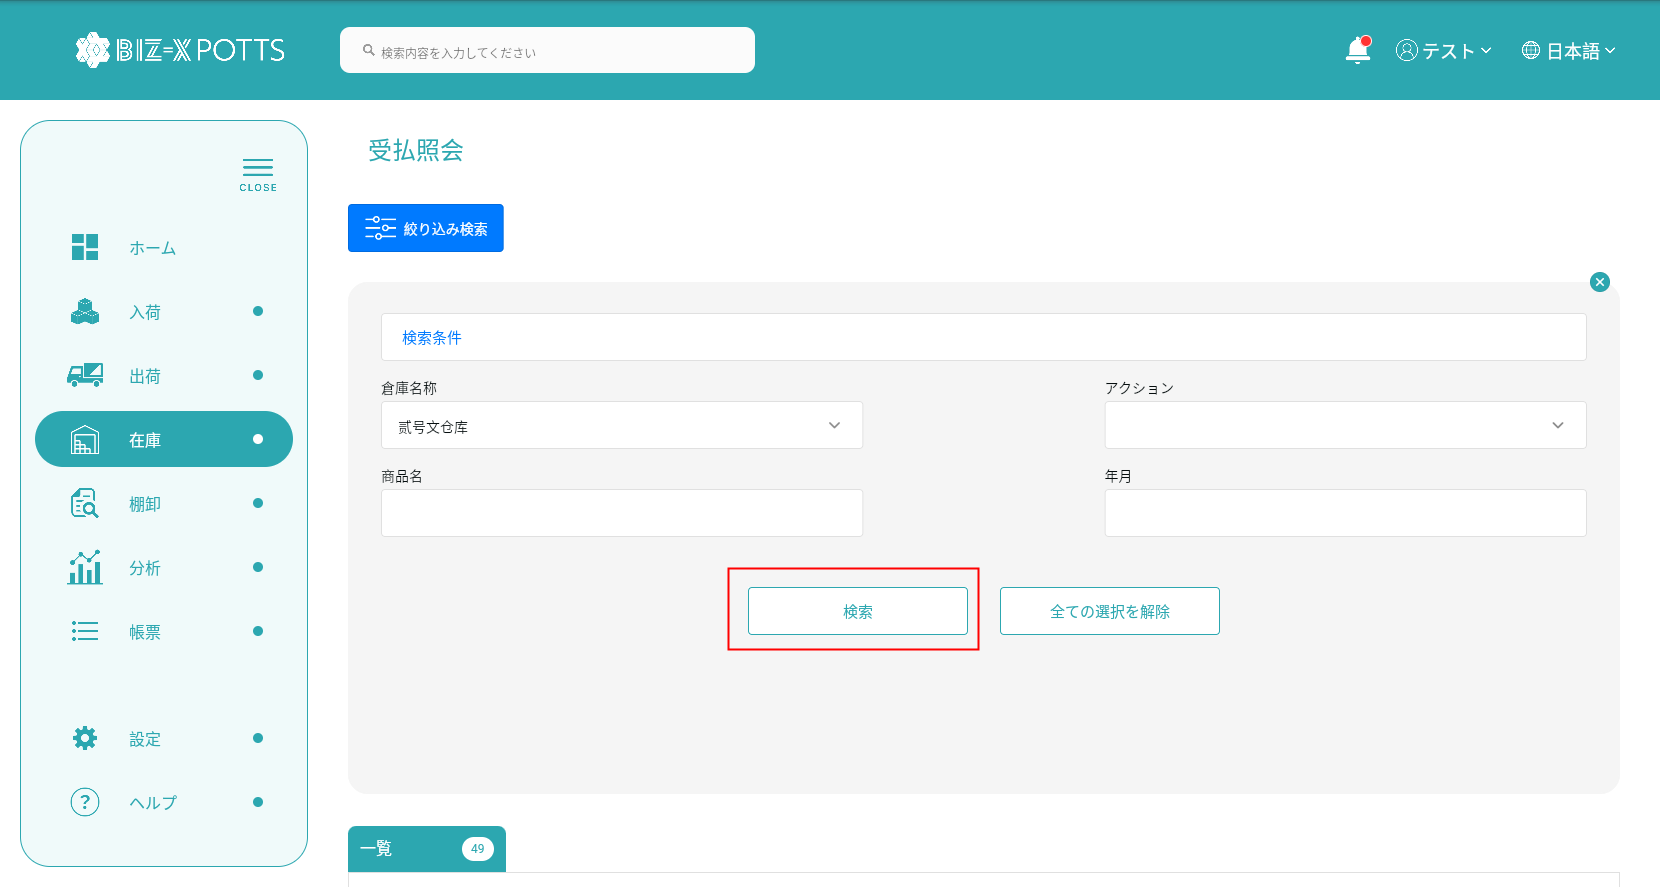 BIZ=X POTTS
検索内容を入力してください
テスト
日本語
CLOSE
ホーム
入荷
出荷
在庫
棚卸
分析
帳票
設定
?
ヘルプ
受払照会
絞り込み検索
検索条件
倉庫名称
アクション
贰号文仓库
商品名
年月
検索
全ての選択を解除
一覧
49